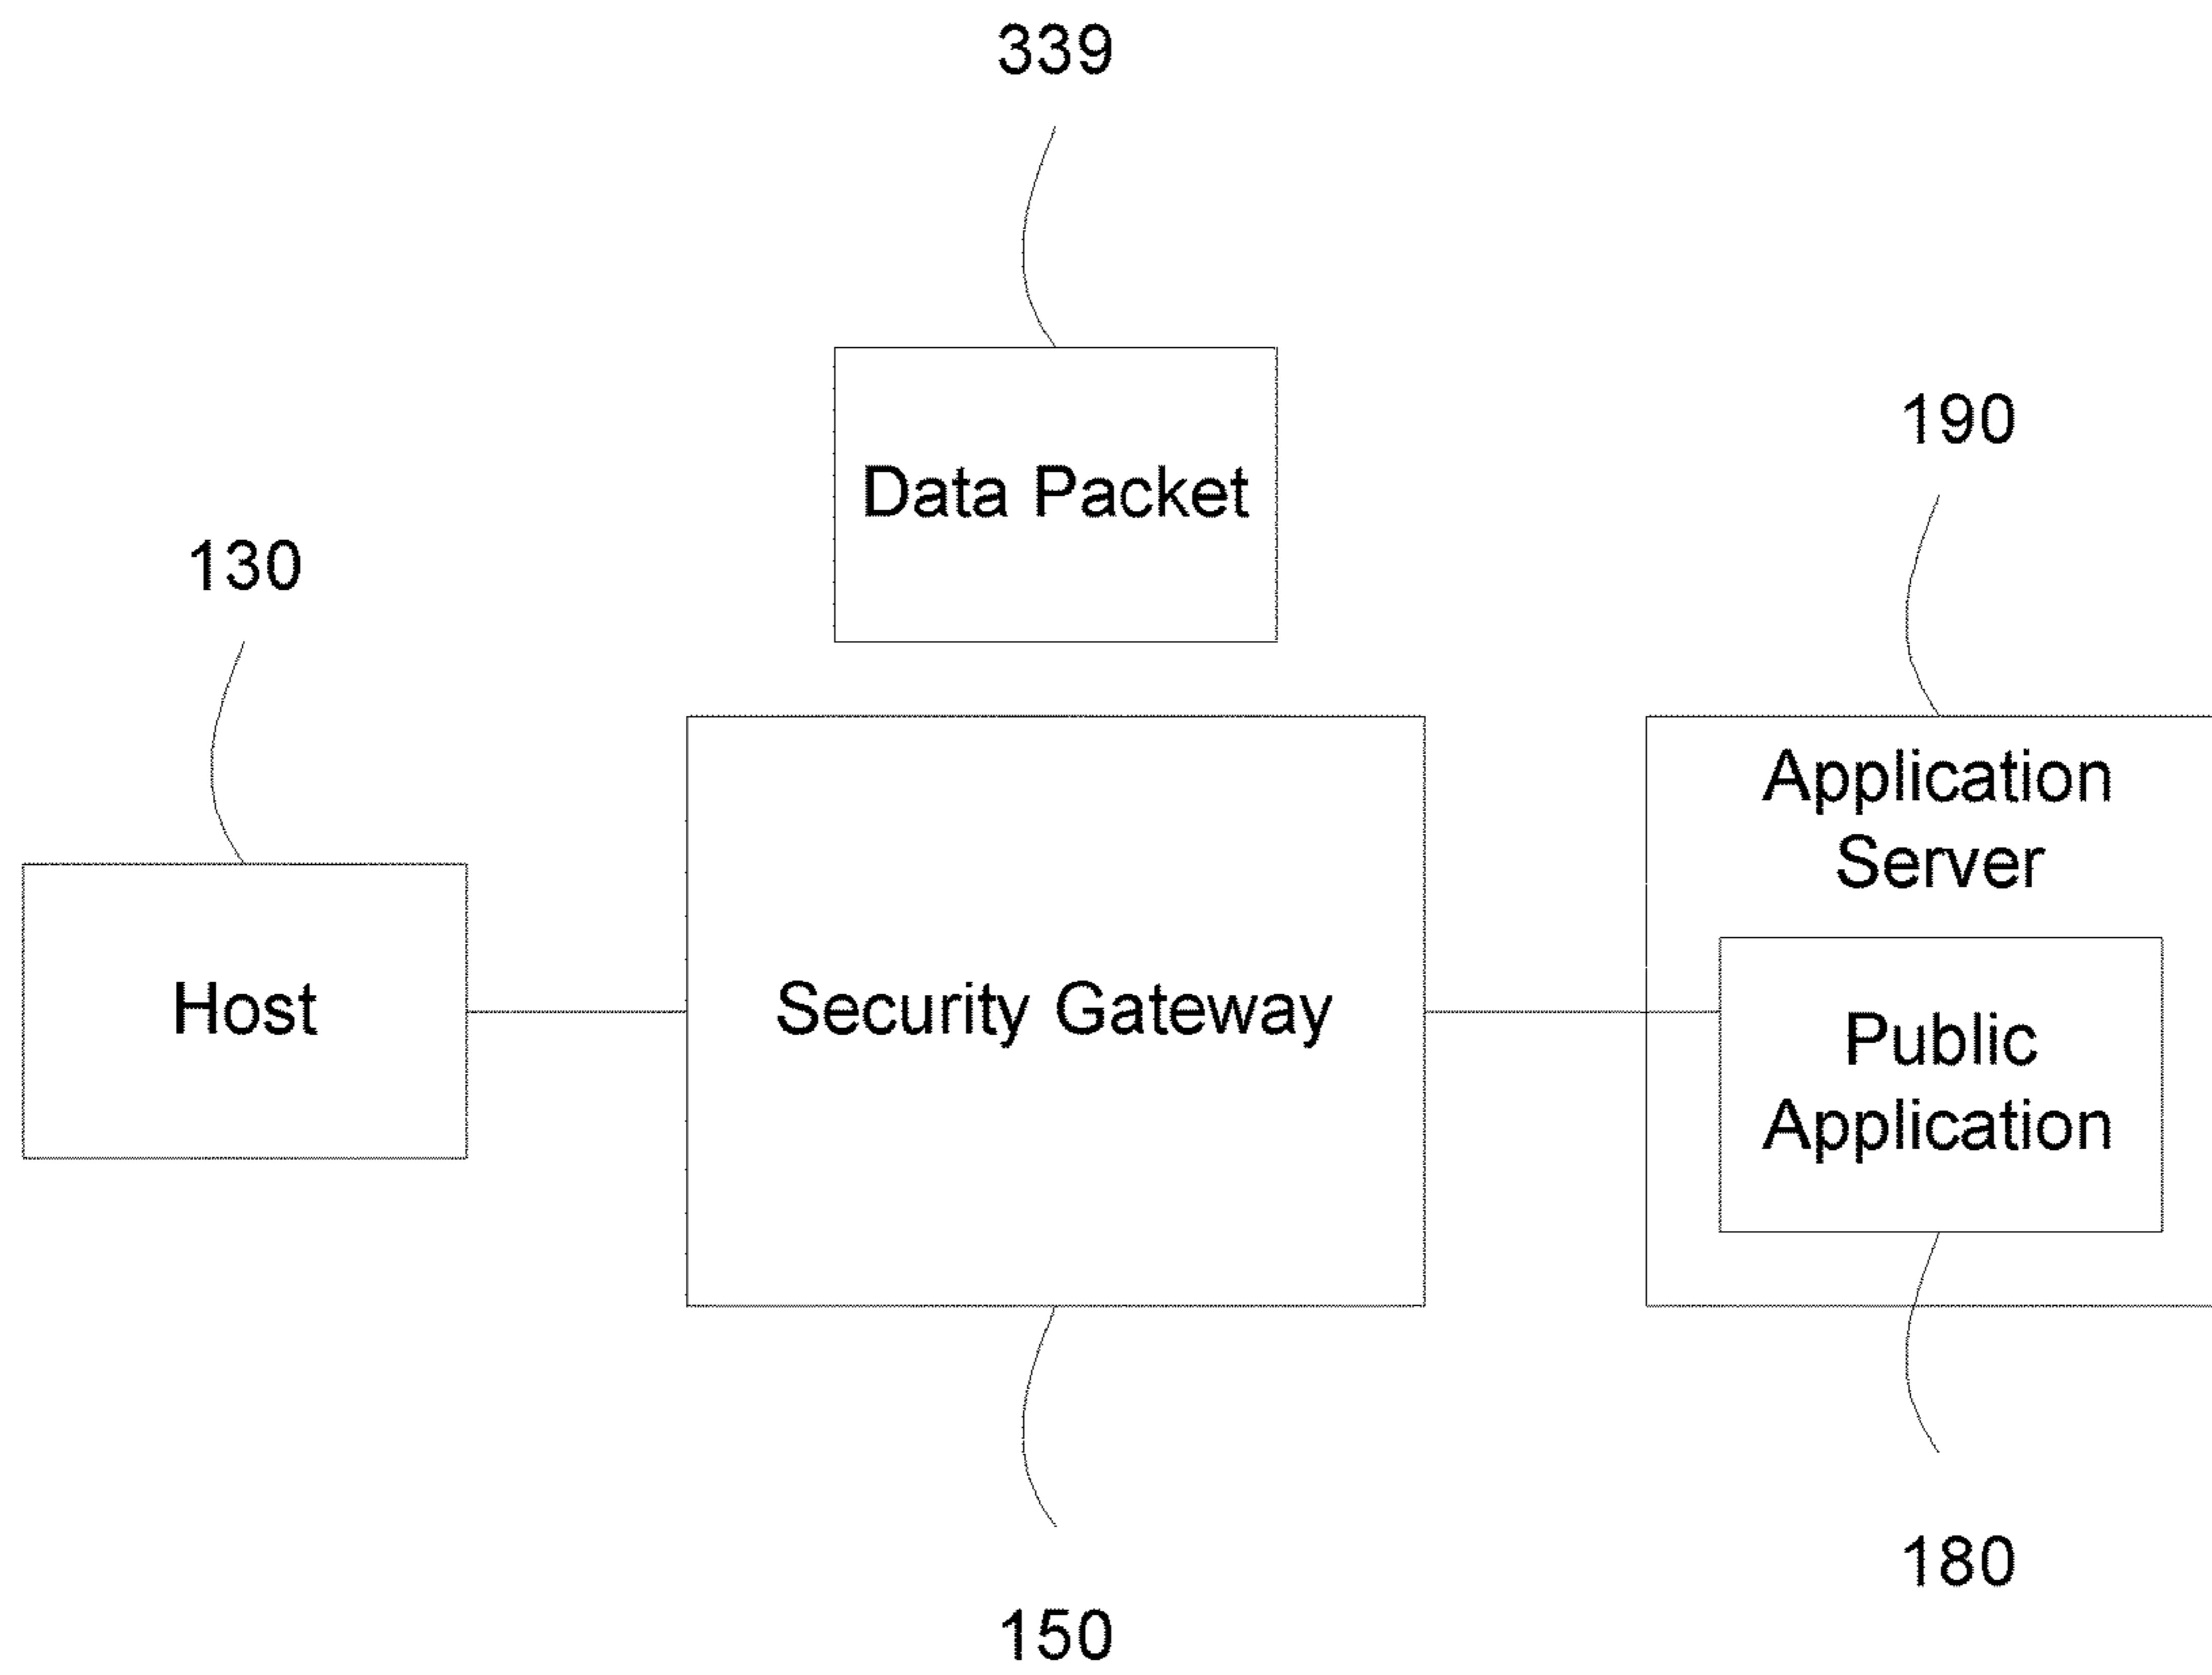 339
Data Packet
190
130
Application
Server
Host
Security Gateway
Public
Application
180
150